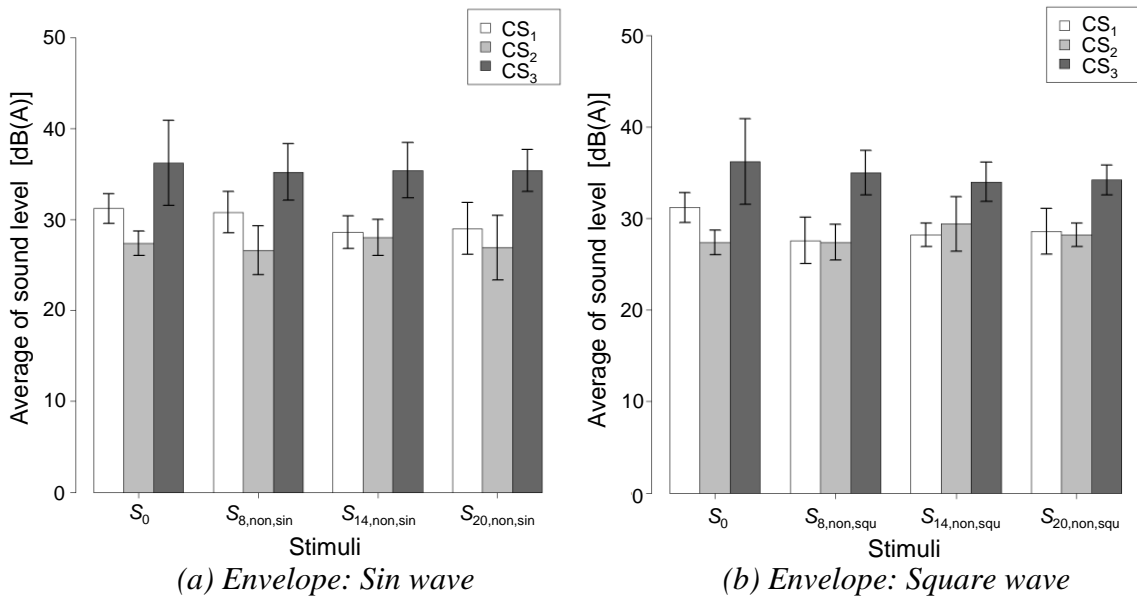 50
40
30
20
10
0
Average of sound level [dB(A)]
CS1
CS2
CS3
S0
S8,non,sin
S14,non,sin
S20,non,sin
Stimuli
(a) Envelope: Sin wave
50
40
30
20
10
0
Average of sound level [dB(A)]
CS1
CS2
CS3
S0
S8,non,squ
S14,non,squ
S20,non,squ
Stimuli
(b) Envelope: Square wave